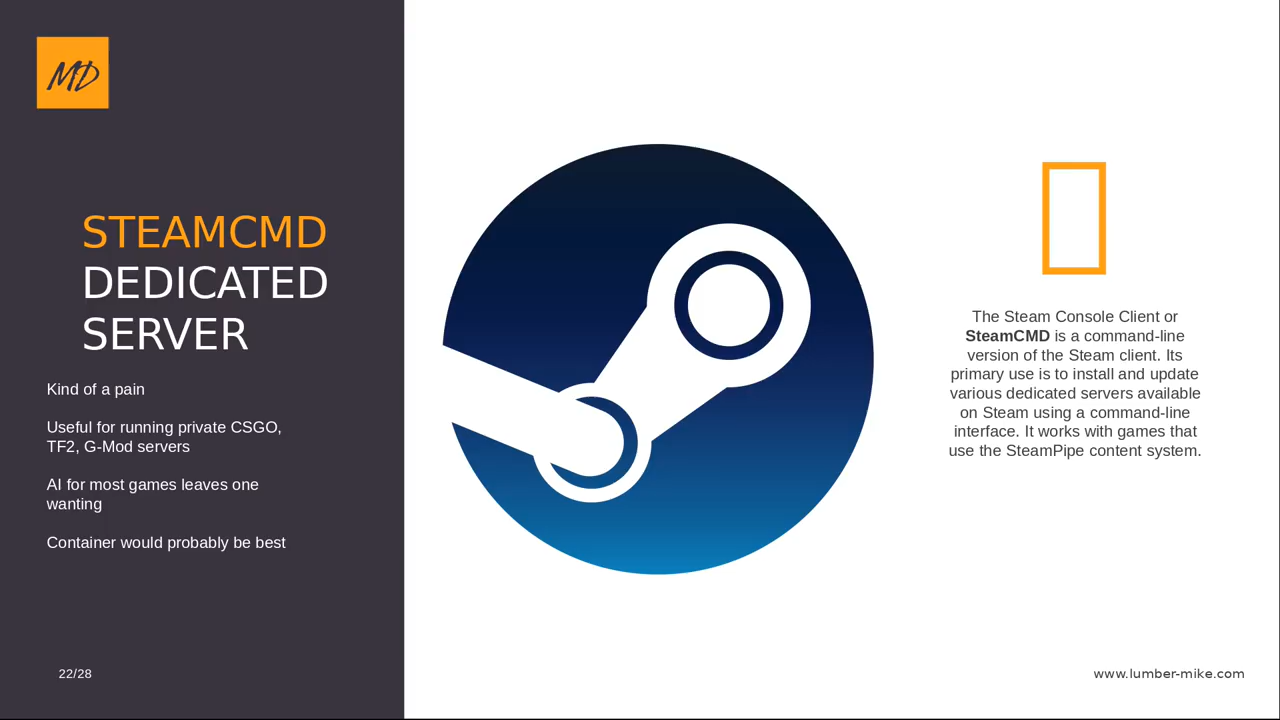 MD
STEAMCMD
DEDICATED
SERVER
Kind of a pain
Useful for running private CSGO,
TF2, G-Mod servers
AI for most games leaves one
wanting
Container would probably be best
22/28
The Steam Console Client or
SteamCMD is a command-line
version of the Steam client. Its
primary use is to install and update
various dedicated servers available
on Steam using a command-line
interface. It works with games that
use the SteamPipe content system.
www.lumber-mike.com